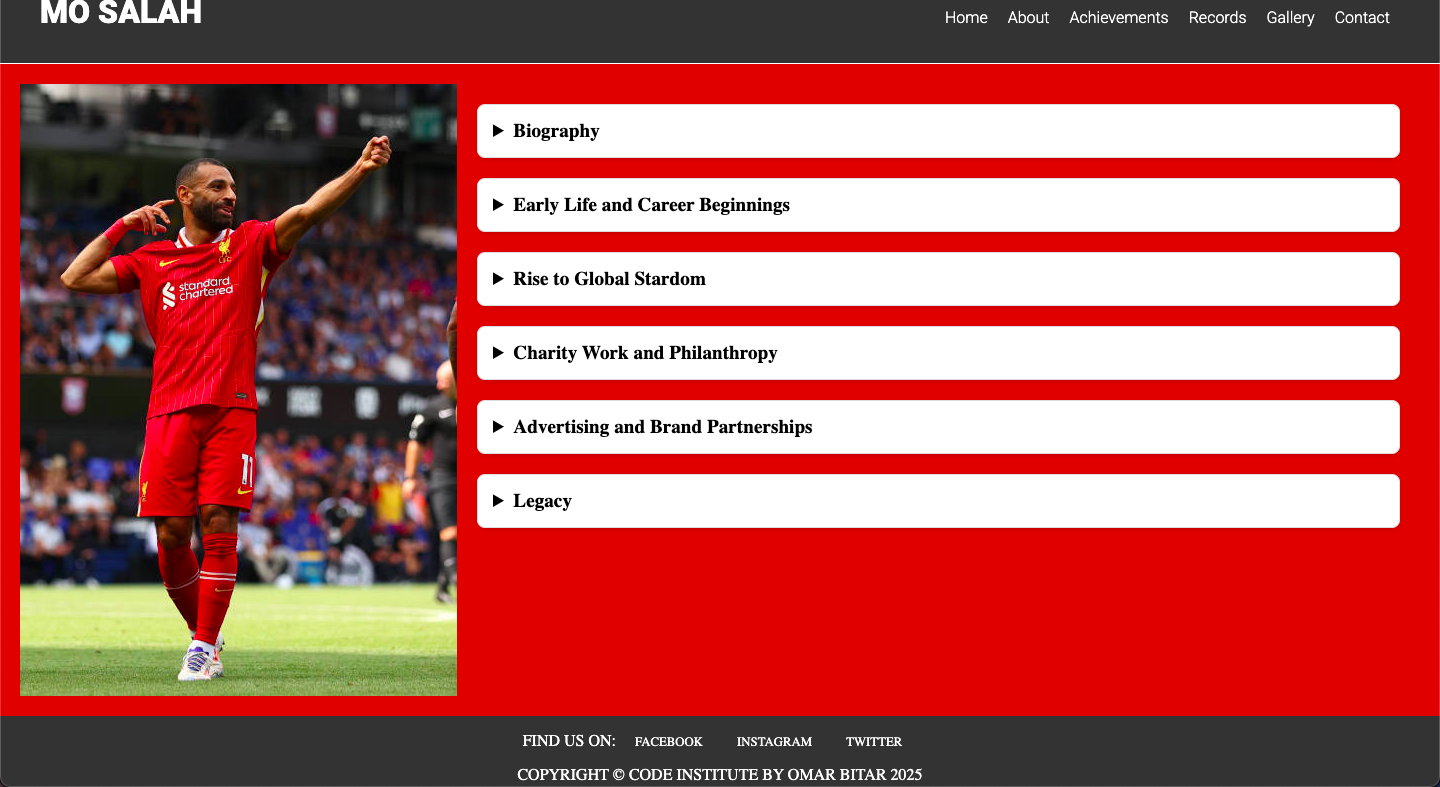 MO SALAH
Home About Achievements Records Gallery Contact
Biography
Early Life and Career Beginnings
Rise to Global Stardom
Charity Work and Philanthropy
Advertising and Brand Partnerships
Legacy
L.F.C.
standard
chartered
11
FIND US ON: FACEBOOK INSTAGRAM TWITTER
COPYRIGHT © CODE INSTITUTE BY OMAR BITAR 2025